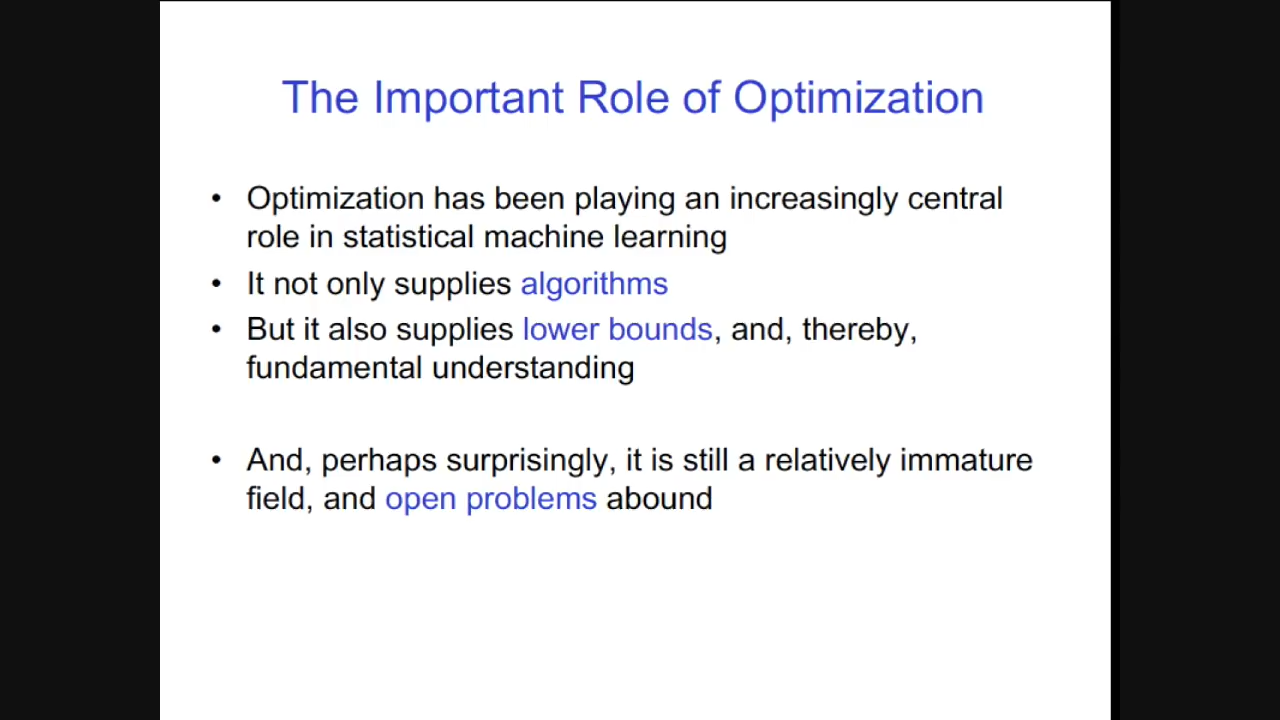 The Important Role of Optimization
• Optimization has been playing an increasingly central
role in statistical machine learning
• It not only supplies algorithms
• But it also supplies lower bounds, and, thereby,
fundamental understanding
• And, perhaps surprisingly, it is still a relatively immature
field, and open problems abound